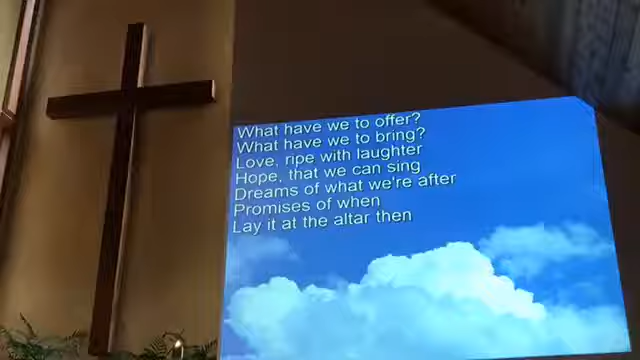 What have we to offer?
What have we to bring?
Love, ripe with laughter
Hope, that we can sing
Dreams of what we're after
Promises of when
Lay it at the altar then